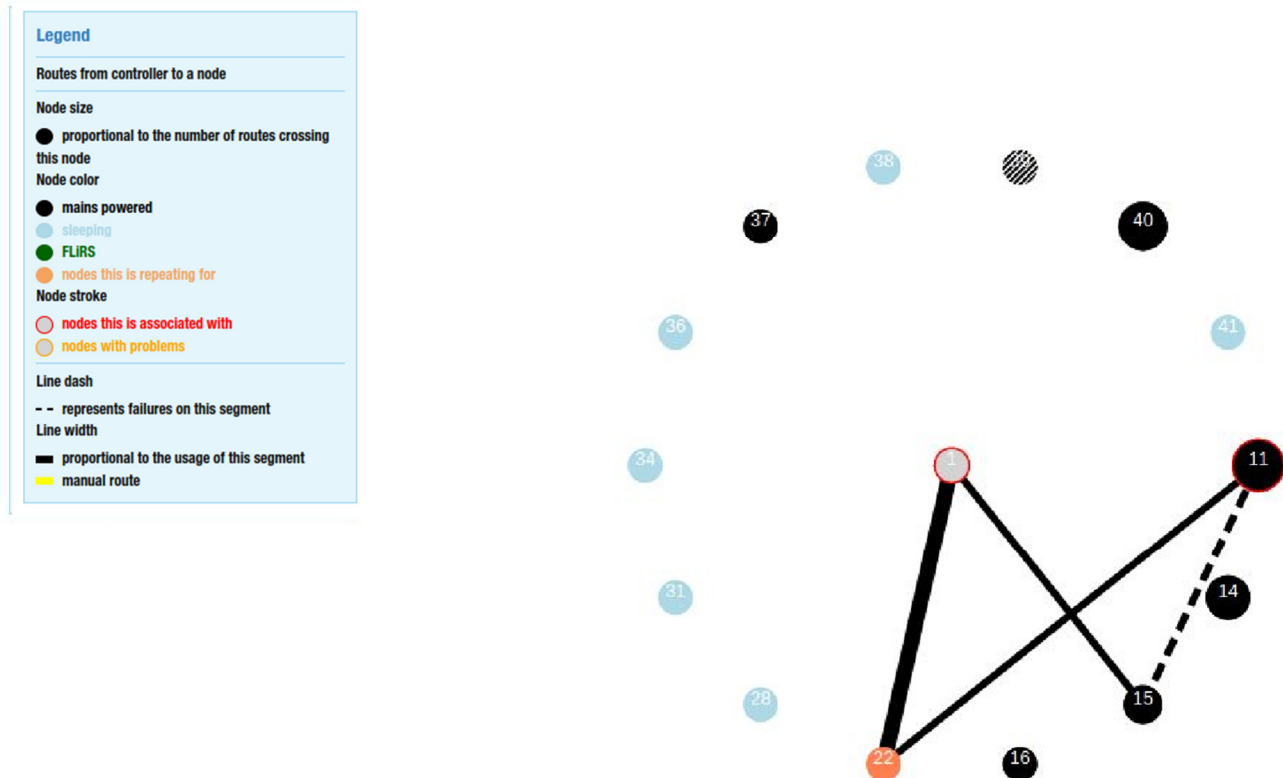 Legend
Routes from controller to a node
Node size
proportional to the number of routes crossing
this node
Node color
mains powered
sleeping
FLiRS
nodes this is repeating for
Node stroke
nodes this is associated with
nodes with problems
Line dash
represents failures on this segment
Line width
proportional to the usage of this segment
manual route
38
37
40
36
41
34
1
11
31
14
28
15
22
16